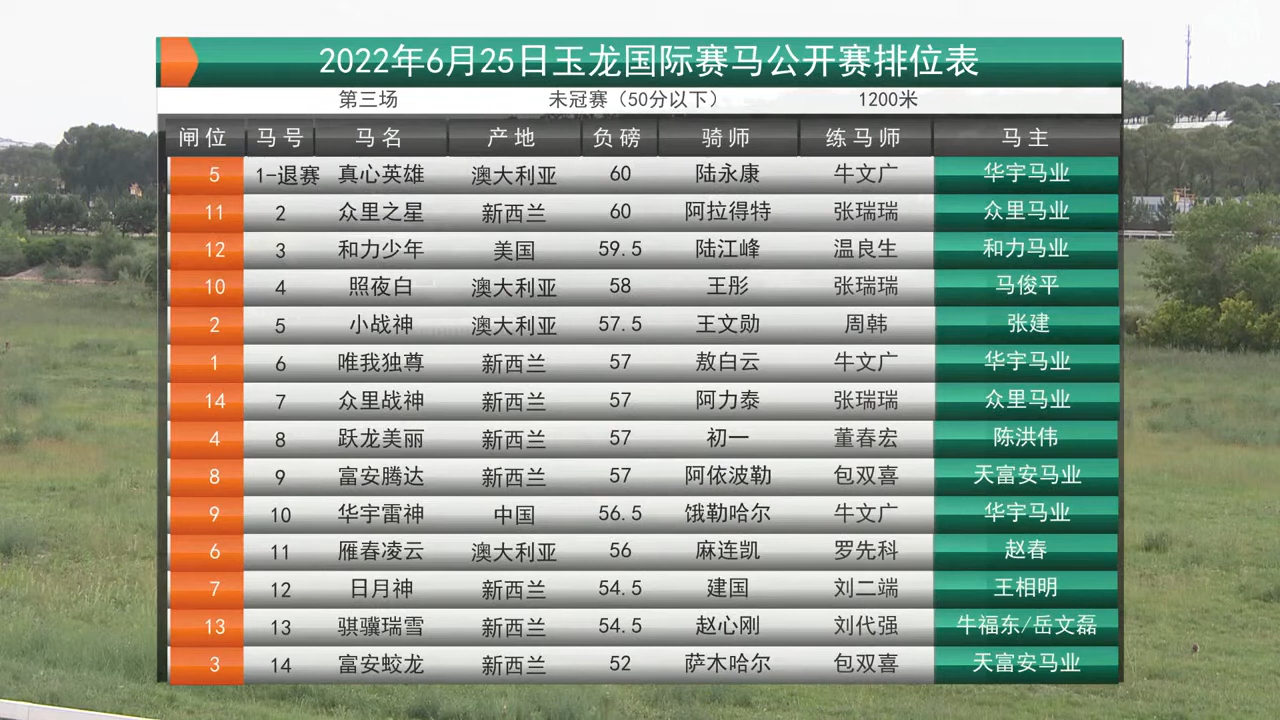 2022年6月25日玉龙国际赛马公开赛排位表
第三场 未冠赛（50分以下） 1200米
闸位 马号 马名 产地 负磅 骑师 练马师 马主
5 1-退赛 真心英雄 澳大利亚 60 陆永康 牛文广 华宇马业
11 2 众里之星 新西兰 60 阿拉得特 张瑞瑞 众里马业
12 3 和力少年 美国 59.5 陆江峰 温良生 和力马业
10 4 照夜白 澳大利亚 58 王彤 张瑞瑞 马俊平
2 5 小战神 澳大利亚 57.5 王文勋 周韩 张建
1 6 唯我独尊 新西兰 57 敖白云 牛文广 华宇马业
14 7 众里战神 新西兰 57 阿力泰 张瑞瑞 众里马业
4 8 跃龙美丽 新西兰 57 初一 董春宏 陈洪伟
8 9 富安腾达 新西兰 57 阿依波勒 包双喜 天富安马业
9 10 华宇雷神 中国 56.5 饿勒哈尔 牛文广 华宇马业
6 11 雁春凌云 澳大利亚 56 麻连凯 罗先科 赵春
7 12 日月神 新西兰 54.5 建国 刘二端 王相明
13 13 骐骥瑞雪 新西兰 54.5 赵心刚 刘代强 牛福东/岳文磊
3 14 富安蛟龙 新西兰 52 萨木哈尔 包双喜 天富安马业